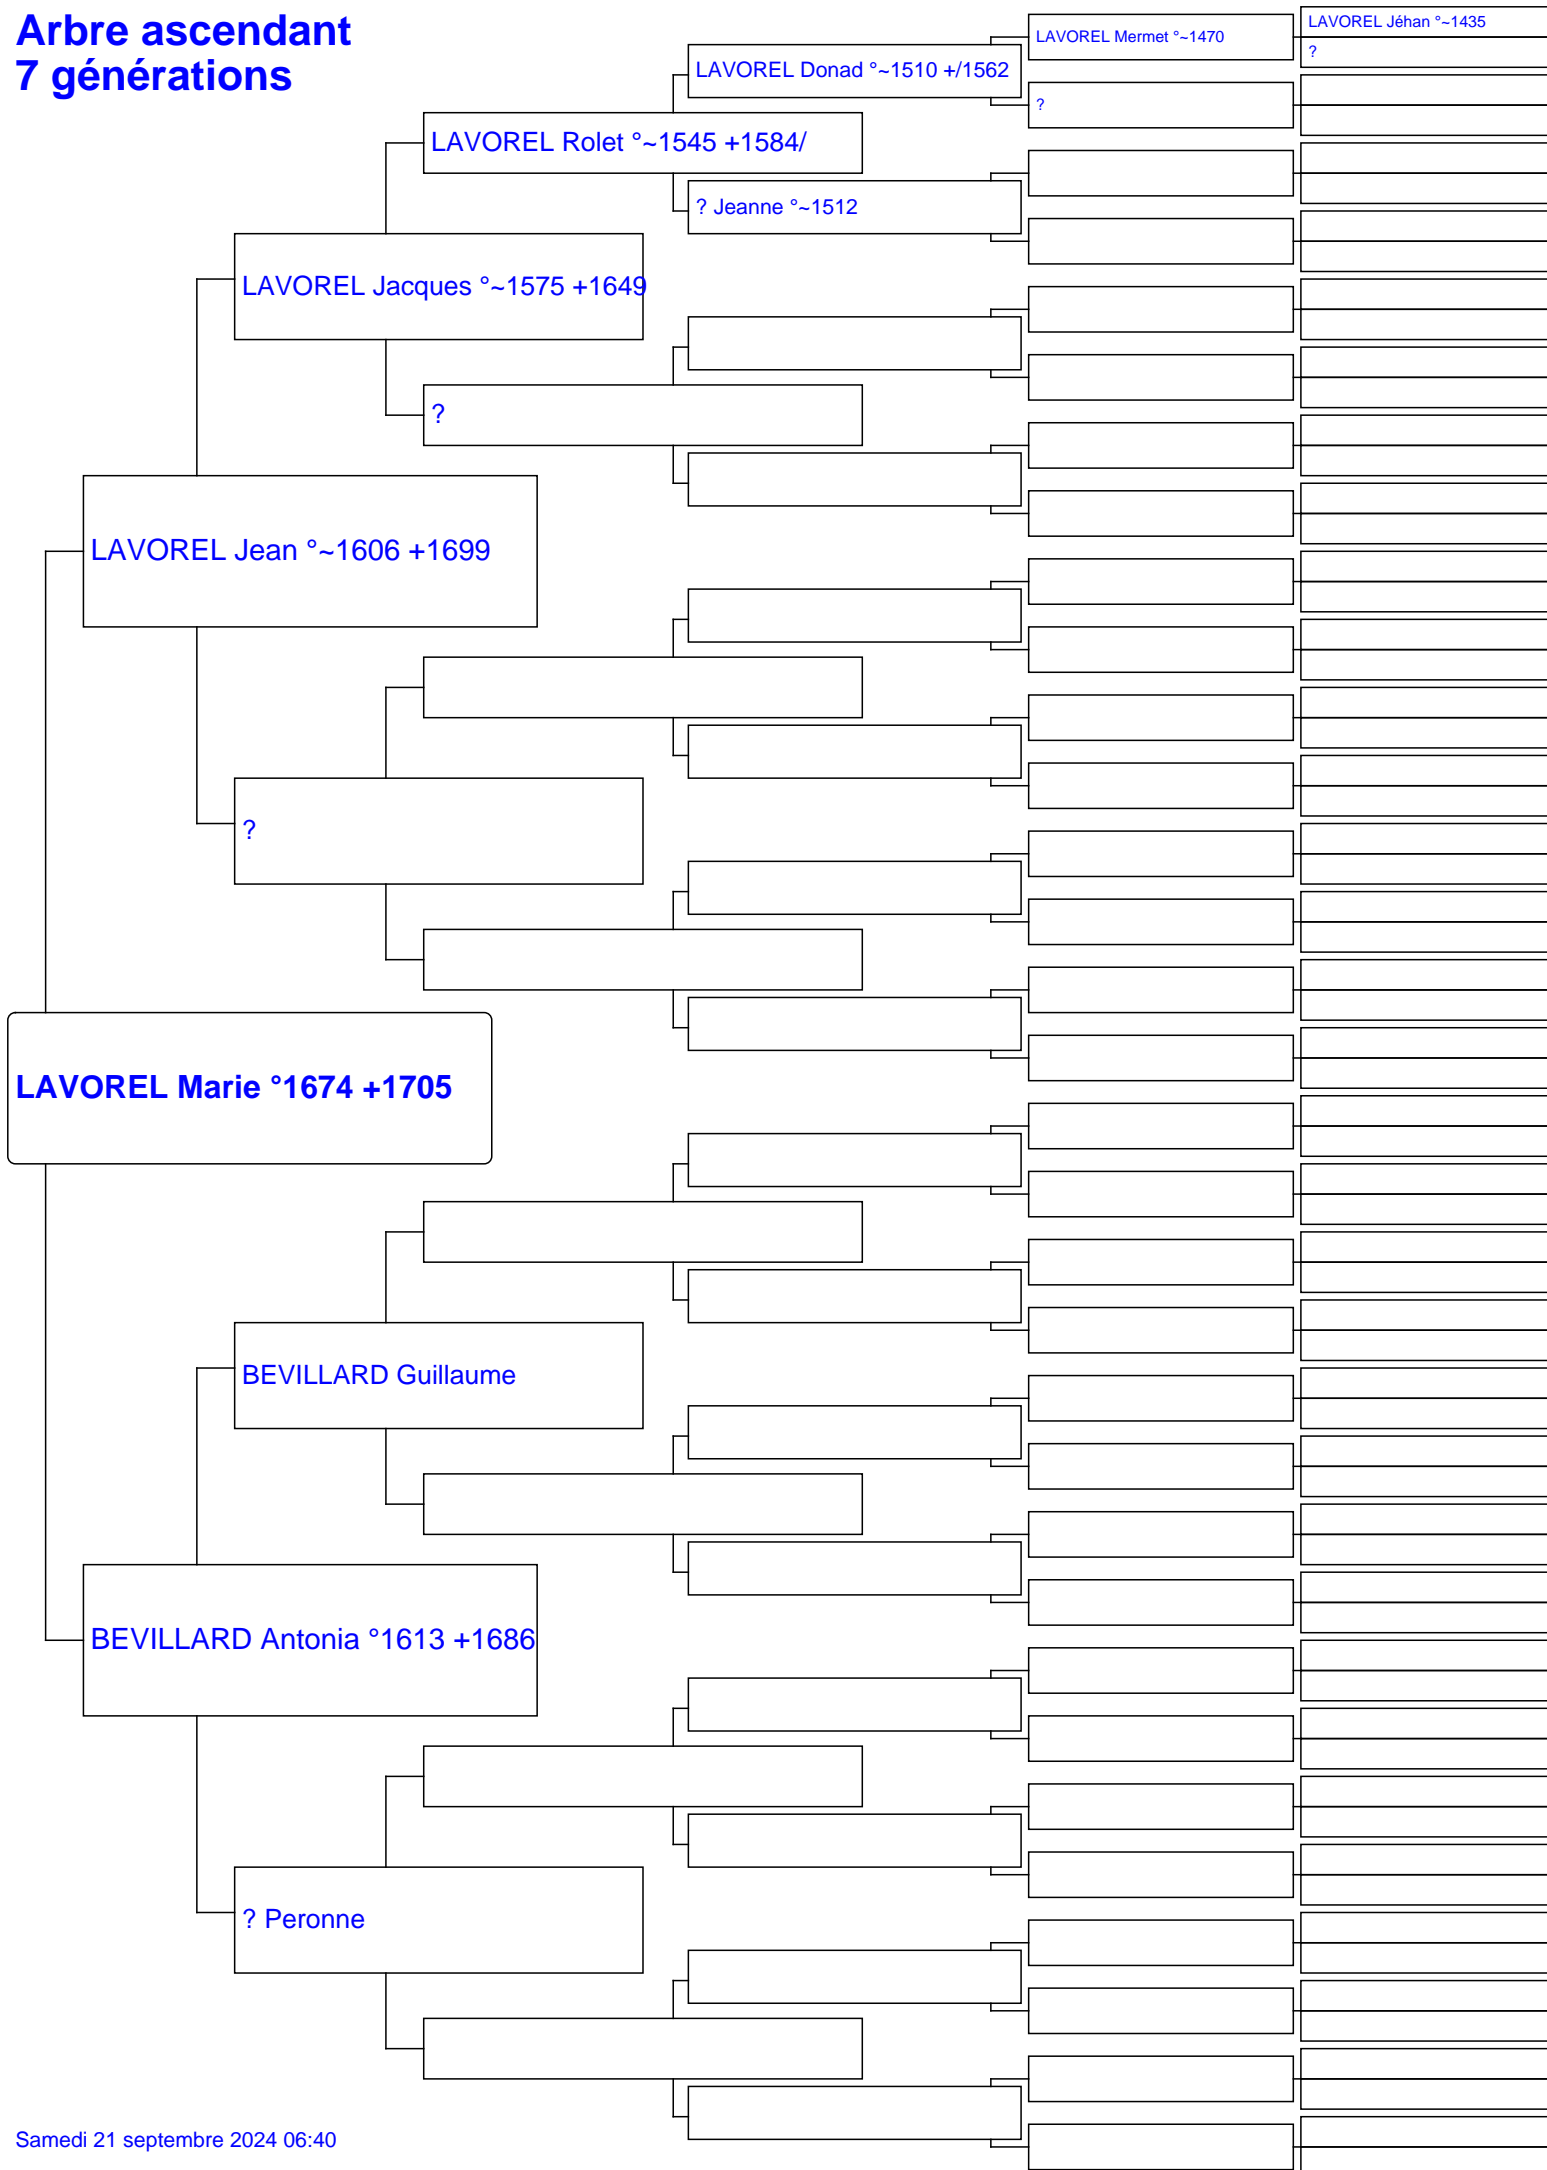 Arbre ascendant
7 générations
LAVOREL Jéhan °~1435
?
LAVOREL Mermet °~1470
?
LAVOREL Donad °~1510 +/1562
? Jeanne °~1512
LAVOREL Rolet °~1545 +1584/
?
LAVOREL Jacques °~1575 +1649
?
LAVOREL Jean °~1606 +1699
LAVOREL Marie °1674 +1705
BEVILLARD Guillaume
BEVILLARD Antonia °1613 +1686
? Peronne
Samedi 21 septembre 2024 06:40